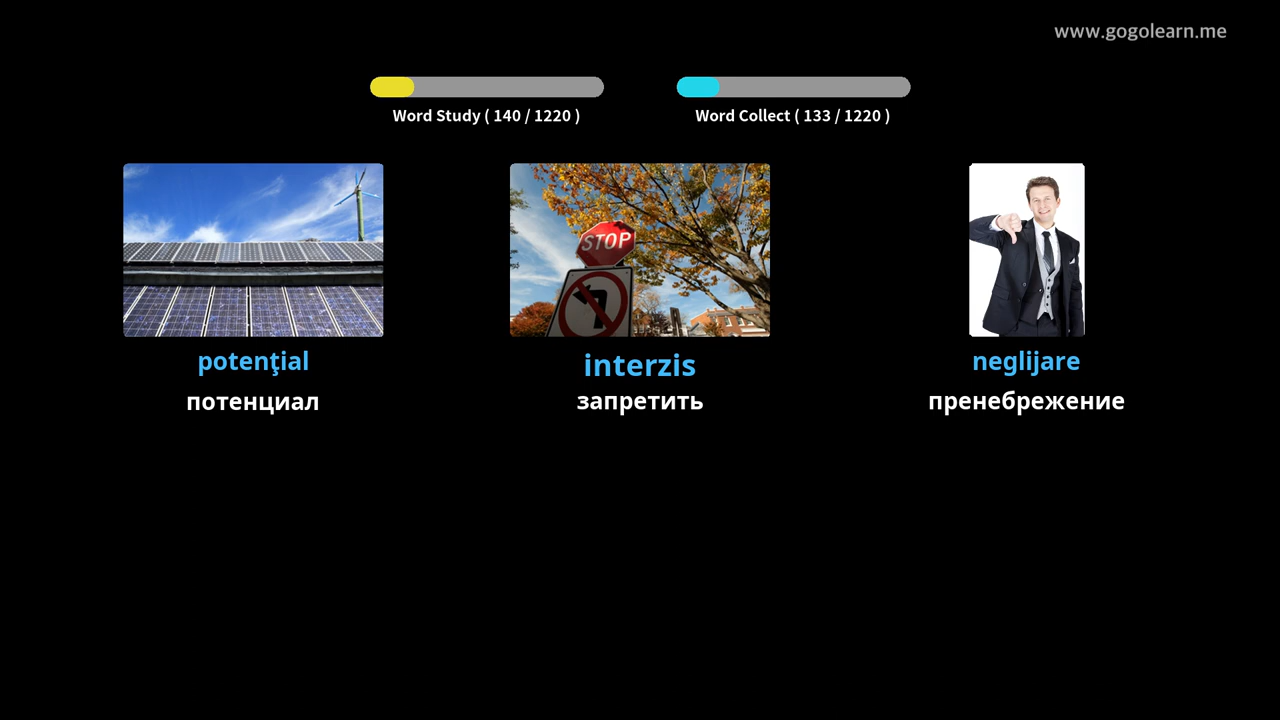 www.gogolearn.me
Word Study ( 140 / 1220 )
Word Collect ( 133 / 1220 )
STOP
potenţial
interzis
neglijare
потенциал
запретить
пренебрежение